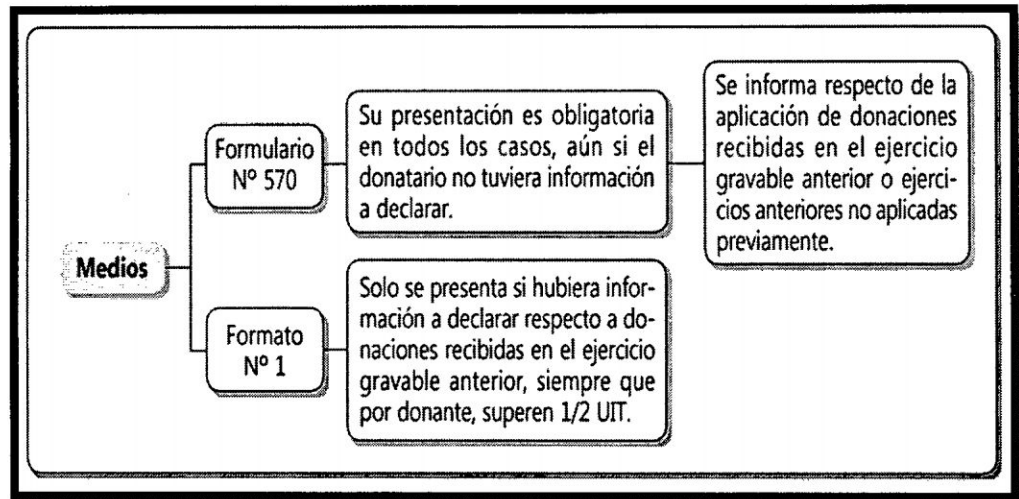 Medios
Formulario
Nº 570
Su presentación es obligatoria
en todos los casos, aún si el
donatario no tuviera información
a declarar.
Se informa respecto de la
aplicación de donaciones
recibidas en el ejercicio
gravable anterior o ejerci-
cios anteriores no aplicadas
previamente.
Formato
Nº 1
Solo se presenta si hubiera infor-
mación a declarar respecto a do-
naciones recibidas en el ejercicio
gravable anterior, siempre que
por donante, superen 1/2 UIT.